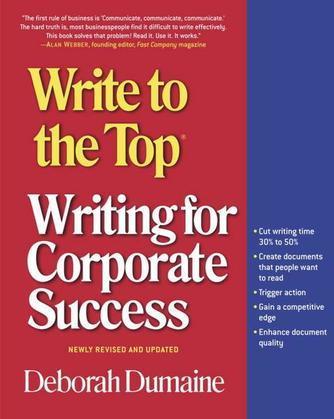 "The first rule of business is 'Communicate, communicate, communicate.'
The hard truth is, most businesspeople find it difficult to write effectively.
This book solves that problem! Read it. Use it. It works."
—ALAN WEBBER, founding editor, Fast Company magazine
Write to
the Top®
Writing for
Corporate
Success
NEWLY REVISED AND UPDATED
Deborah Dumaine
• Cut writing time
30% to 50%
• Create documents
that people want
to read
• Trigger action
• Gain a competitive
edge
• Enhance document
quality